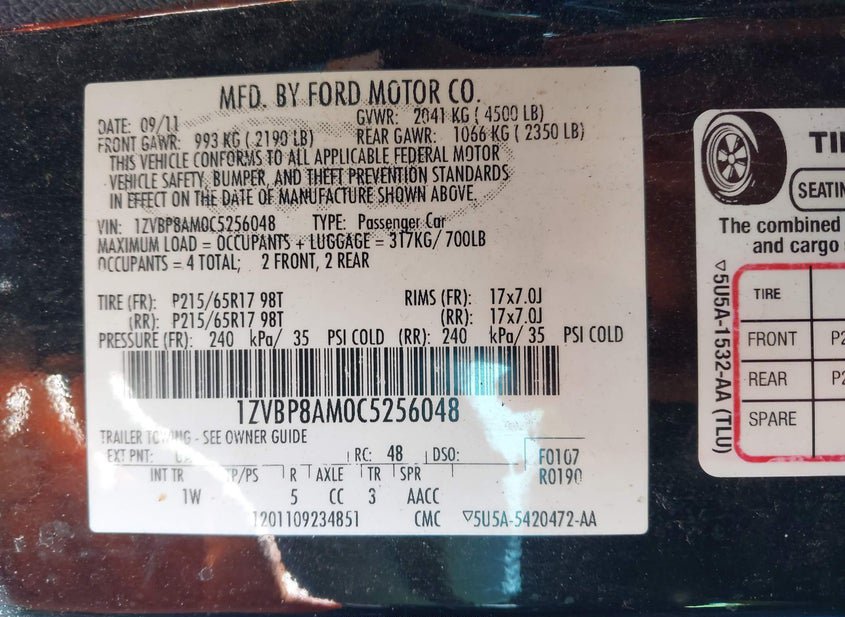 MFD. BY FORD MOTOR CO.
DATE: 09/11 GVWR: 2041 KG ( 4500 LB)
FRONT GAWR: 993 KG ( 2190 LB) REAR GAWR: 1066 KG ( 2350 LB)
THIS VEHICLE CONFORMS TO ALL APPLICABLE FEDERAL MOTOR
VEHICLE SAFETY, BUMPER, AND THEFT PREVENTION STANDARDS
IN EFFECT ON THE DATE OF MANUFACTURE SHOWN ABOVE.
VIN: 1ZVBP8AM0C5256048 TYPE: Passenger Car
MAXIMUM LOAD = OCCUPANTS + LUGGAGE = 317KG/ 700LB
OCCUPANTS = 4 TOTAL; 2 FRONT, 2 REAR
TIRE (FR): P215/65R17 98T RIMS (FR): 17x7.0J
(RR): P215/65R17 98T (RR): 17x7.0J
PRESSURE (FR): 240 kPa/ 35 PSI COLD (RR): 240 kPa/ 35 PSI COLD
1ZVBP8AM0C5256048
TRAILER TOWING - SEE OWNER GUIDE
EXT PNT: RC: 48 DSO: F0107
R0190
INT TR TP/PS R AXLE TR SPR
1W 5 CC 3 AACC
1201109234851 CMC ▽5U5A-5420472-AA
SEATIN
The combined
and cargo
TIRE
FRONT P2
REAR P2
SPARE
▽5U5A-1532-AA (TLU)